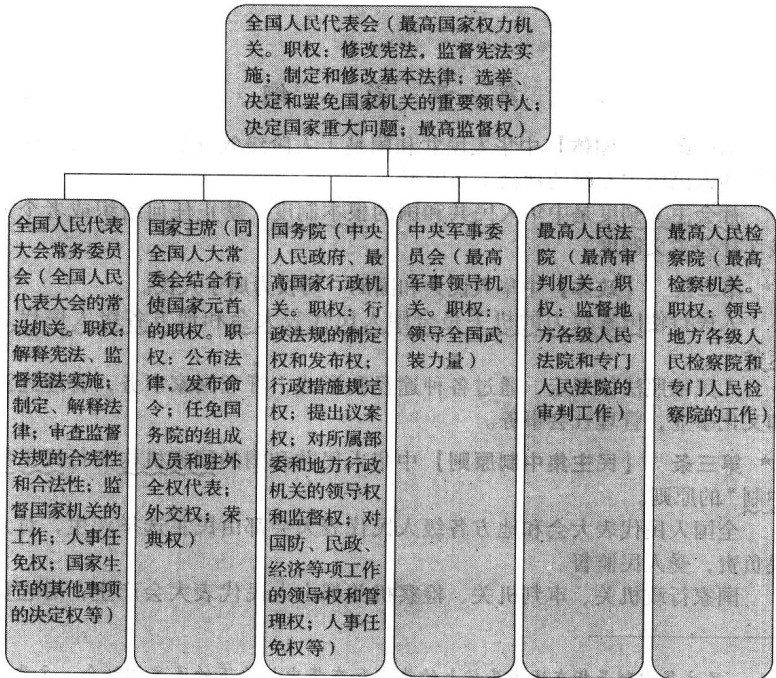 全国人民代表会（最高国家权力机
关。职权：修改宪法，监督宪法实
施；制定和修改基本法律；选举、
决定和罢免国家机关的重要领导人；
决定国家重大问题；最高监督权）
全国人民代表
大会常务委员
会（全国人民
代表大会的常
设机关。职权：
解释宪法、监
督宪法实施；
制定、解释法
律；审查监督
法规的合宪性
和合法性；监
督国家机关的
工作；人事任
免权；国家生
活的其他事项
的决定权等）
国家主席（同
全国人大常
委会结合行
使国家元首
的职权。职
权：公布法
律、发布命
令；任免国
务院的组成
人员和驻外
全权代表；
外交权；荣
典权）
国务院（中央
人民政府、最
高国家行政机
关。职权：行
政法规的制定
权和发布权；
行政措施规定
权；提出议案
权；对所属部
委和地方行政
机关的领导权
和监督权；对
国防、民政、
经济等项工作
的领导权和管
理权；人事任
免权等）
中央军事委
员会（最高
军事领导机
关。职权：
领导全国武
装力量）
最高人民法
院（最高审
判机关。职
权：监督地
方各级人民
法院和专门
人民法院的
审判工作）
最高人民检
察院（最高
检察机关。
职权：领导
地方各级人
民检察院和
专门人民检
察院的工作）